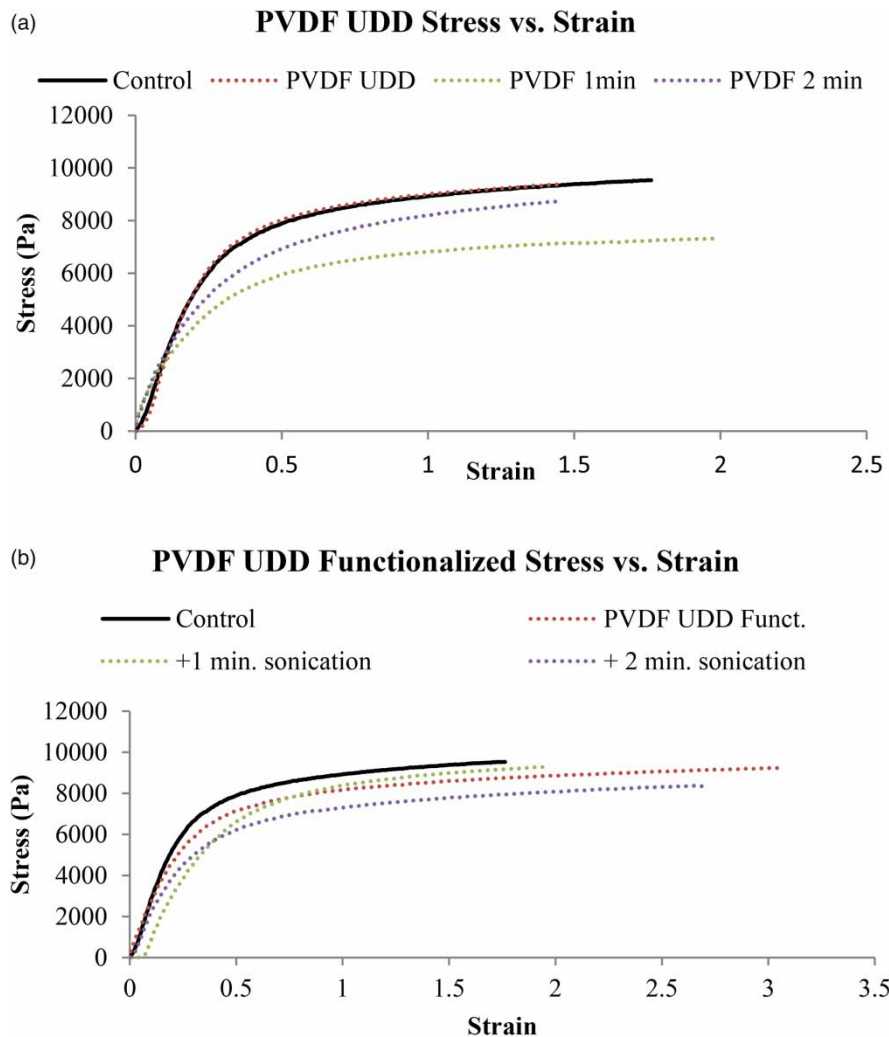 (a)
PVDF UDD Stress vs. Strain
Control PVDF UDD PVDF 1min PVDF 2 min
12000
10000
8000
6000
4000
2000
0
Stress (Pa)
0 0.5 1 1.5 2 2.5
Strain
(b)
PVDF UDD Functionalized Stress vs. Strain
Control PVDF UDD Funct.
+1 min. sonication + 2 min. sonication
12000
10000
8000
6000
4000
2000
0
Stress (Pa)
0 0.5 1 1.5 2 2.5 3 3.5
Strain